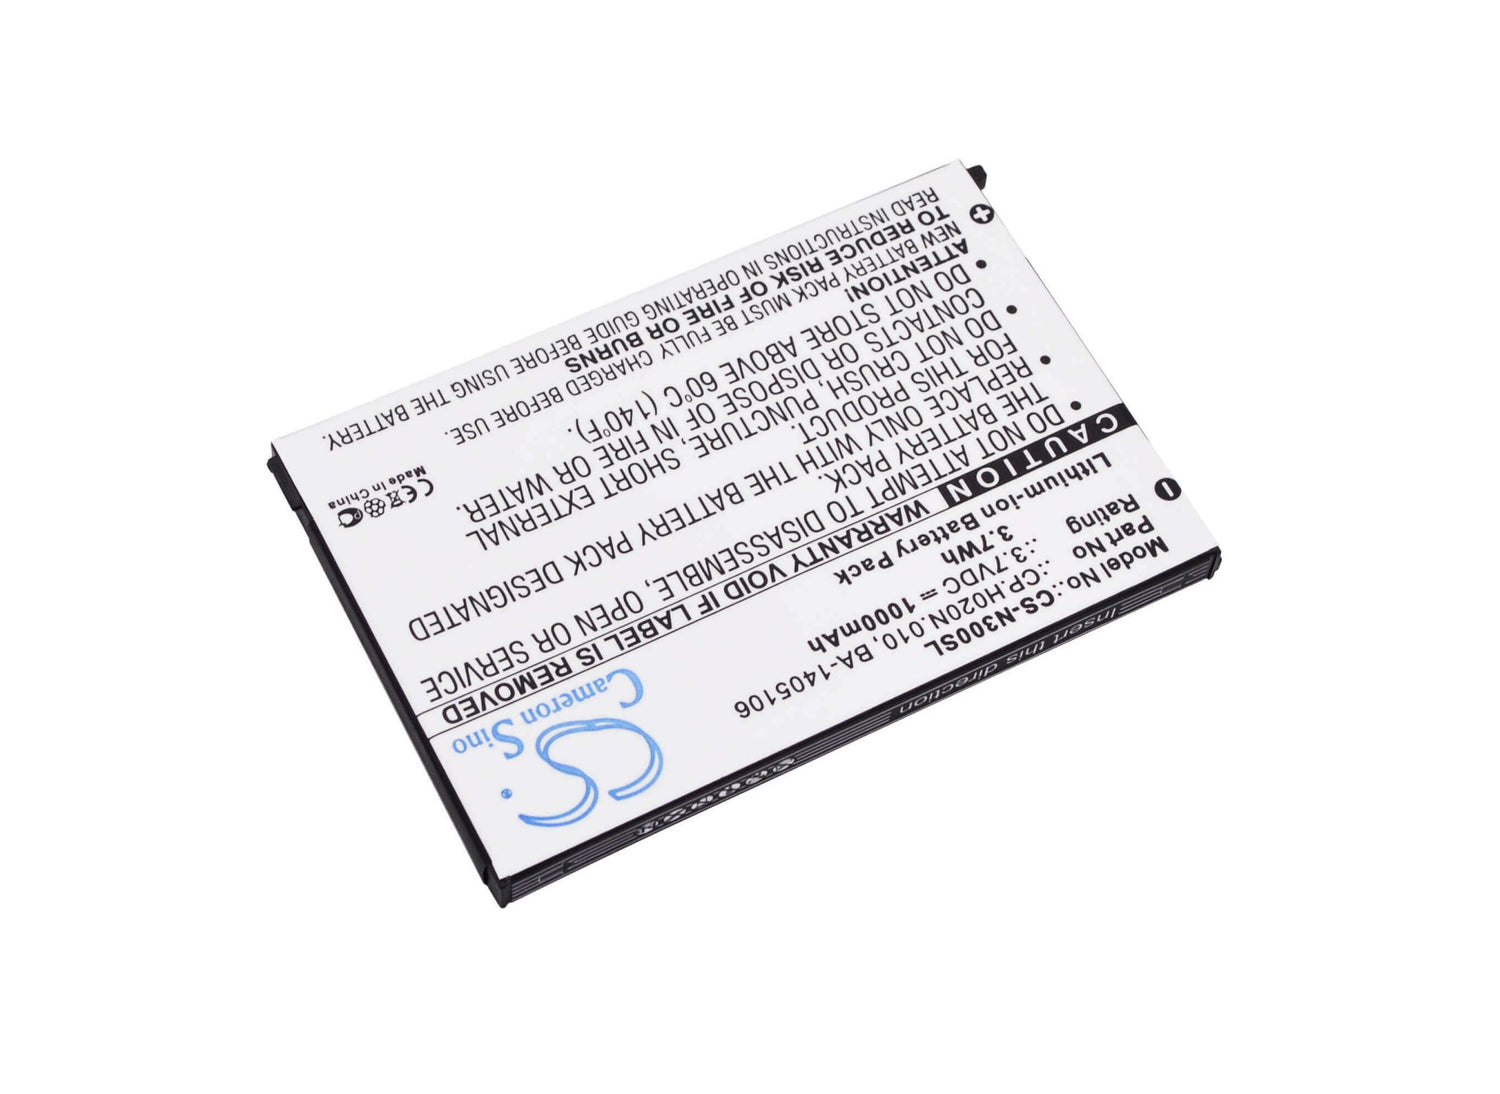 Cameron Sino
CS
®
Model No.:CS-N300SL
Part No .:CP.H020N.010, BA-1405106
Rating .:3.7VDC ⎓ 1000mAh
3.7Wh
Lithium-ion Battery Pack
CAUTION WARRANTY VOID IF LABEL IS REMOVED
• DO NOT ATTEMPT TO DISASSEMBLE, OPEN OR SERVICE
THE BATTERY PACK.
• REPLACE ONLY WITH THE BATTERY PACK DESIGNATED
FOR THIS PRODUCT.
• DO NOT CRUSH, PUNCTURE, SHORT EXTERNAL
CONTACTS OR DISPOSE OF IN FIRE OR WATER.
• DO NOT STORE ABOVE 60°C (140°F).
ATTENTION!
NEW BATTERY PACK MUST BE FULLY CHARGED BEFORE USE.
TO REDUCE RISK OF FIRE OR BURNS
READ INSTRUCTIONS IN OPERATING GUIDE BEFORE USING THE BATTERY.
CE
Made in China
+
-
Insert this direction